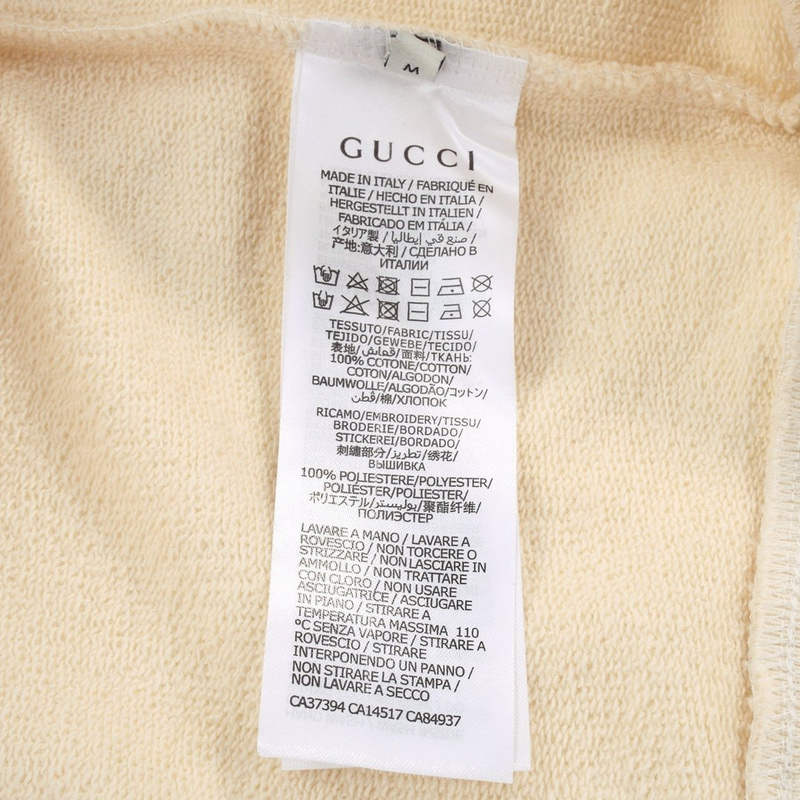 M
GUCCI
MADE IN ITALY / FABRIQUÉ EN
ITALIE / HECHO EN ITALIA /
HERGESTELLT IN ITALIEN /
FABRICADO EM ITÁLIA /
イタリア製 / صنع في إيطاليا /
产地:意大利 / СДЕЛАНО В
ИТАЛИИ
TESSUTO/FABRIC/TISSU/
TEJIDO/GEWEBE/TECIDO/
表地/قماش/面料/ТКАНЬ:
100% COTONE/COTTON/
COTON/ALGODON/
BAUMWOLLE/ALGODÃO/コットン/
قطن/棉/ХЛОПОК
RICAMO/EMBROIDERY/TISSU/
BRODERIE/BORDADO/
STICKEREI/BORDADO/
刺繍部分/تطريز/绣花/
ВЫШИВКА
100% POLIESTERE/POLYESTER/
POLIÉSTER/POLIESTER/
ポリエステル/بوليستر/聚酯纤维/
ПОЛИЭСТЕР
LAVARE A MANO / LAVARE A
ROVESCIO / NON TORCERE O
STRIZZARE / NON LASCIARE IN
AMMOLLO / NON TRATTARE
CON CLORO / NON USARE
ASCIUGATRICE / ASCIUGARE
IN PIANO / STIRARE A
TEMPERATURA MASSIMA 110
°C SENZA VAPORE / STIRARE A
ROVESCIO / STIRARE
INTERPONENDO UN PANNO /
NON STIRARE LA STAMPA /
NON LAVARE A SECCO
CA37394 CA14517 CA84937